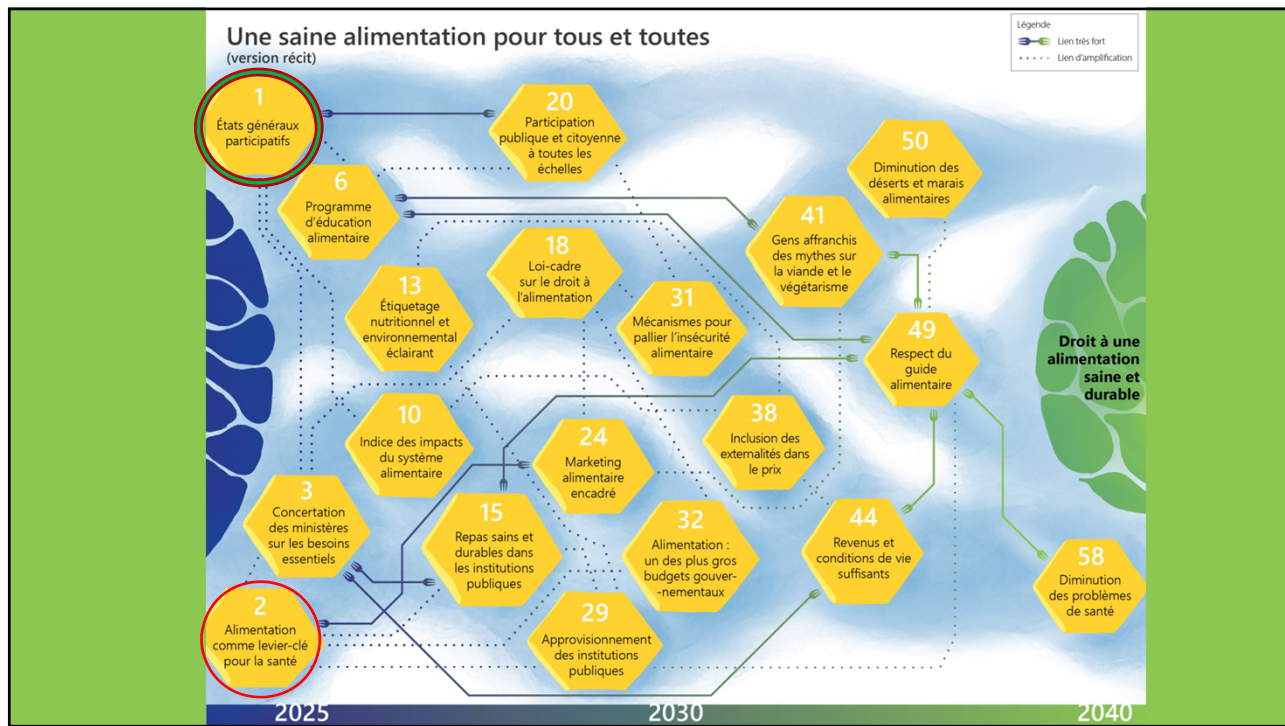 Une saine alimentation pour tous et toutes
(version récit)
Légende
Lien très fort
Lien d'amplification
1
États généraux
participatifs
20
Participation
publique et citoyenne
à toutes les
échelles
50
Diminution des
déserts et marais
alimentaires
6
Programme
d'éducation
alimentaire
41
Gens affranchis
des mythes sur
la viande et le
végétarisme
18
Loi-cadre
sur le droit à
l'alimentation
13
Étiquetage
nutritionnel et
environnemental
éclairant
31
Mécanismes pour
pallier l'insécurité
alimentaire
49
Respect du
guide
alimentaire
Droit à une
alimentation
saine et
durable
10
Indice des impacts
du système
alimentaire
24
Marketing
alimentaire
encadré
38
Inclusion des
externalités dans
le prix
3
Concertation
des ministères
sur les besoins
essentiels
15
Repas sains et
durables dans
les institutions
publiques
32
Alimentation :
un des plus gros
budgets gouver-
-nementaux
44
Revenus et
conditions de vie
suffisants
58
Diminution
des problèmes
de santé
2
Alimentation
comme levier-clé
pour la santé
29
Approvisionnement
des institutions
publiques
2025
2030
2040